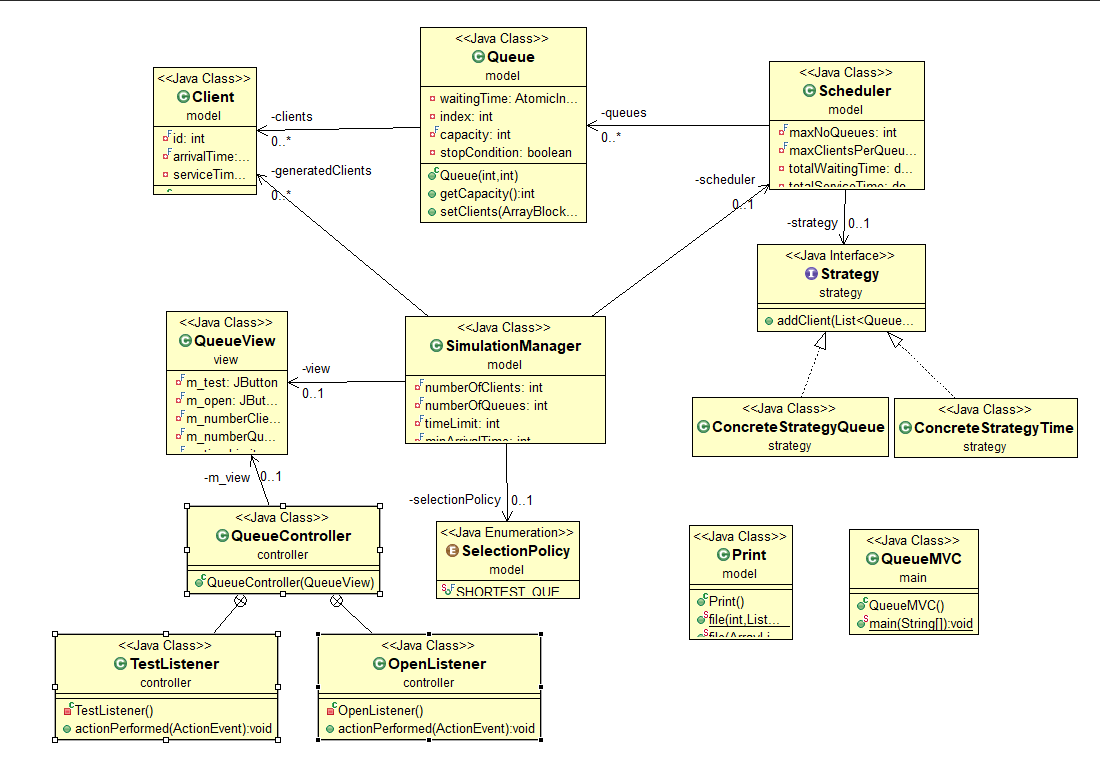 <<Java Class>>
Queue
model
waitingTime: AtomicIn...
index: int
capacity: int
stopCondition: boolean
Queue(int,int)
getCapacity():int
setClients(ArrayBlock...
<<Java Class>>
Client
model
id: int
arrivalTime:...
serviceTim...
<<Java Class>>
Scheduler
model
maxNoQueues: int
maxClientsPerQueu...
totalWaitingTime: d...
totalServiceTime: do...
-clients
0..*
-queues
0..*
-generatedClients
0..*
-scheduler
0..1
-strategy
0..1
<<Java Interface>>
Strategy
strategy
addClient(List<Queue...
<<Java Class>>
QueueView
view
m_test: JButton
m_open: JBut...
m_numberClie...
m_numberQu...
<<Java Class>>
SimulationManager
model
numberOfClients: int
numberOfQueues: int
timeLimit: int
minArrivalTime: int
-view
0..1
<<Java Class>>
ConcreteStrategyQueue
strategy
<<Java Class>>
ConcreteStrategyTime
strategy
-m_view
0..1
-selectionPolicy
0..1
<<Java Class>>
QueueController
controller
QueueController(QueueView)
<<Java Enumeration>>
SelectionPolicy
model
SHORTEST_QUE
<<Java Class>>
Print
model
Print()
file(int,List...
file(ArrayLi...
<<Java Class>>
QueueMVC
main
QueueMVC()
main(String[]):void
<<Java Class>>
TestListener
controller
TestListener()
actionPerformed(ActionEvent):void
<<Java Class>>
OpenListener
controller
OpenListener()
actionPerformed(ActionEvent):void